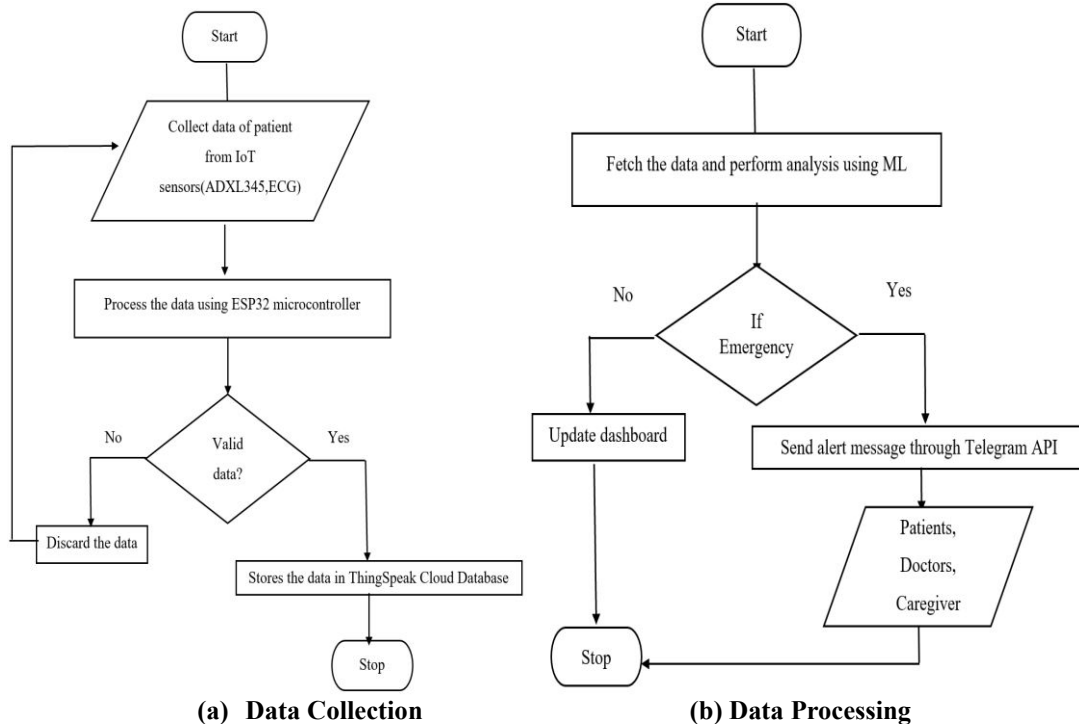 Start
Collect data of patient
from IoT
sensors(ADXL345,ECG)
Process the data using ESP32 microcontroller
No
Valid
data?
Yes
Discard the data
Stores the data in ThingSpeak Cloud Database
Stop
(a) Data Collection
Start
Fetch the data and perform analysis using ML
No
If
Emergency
Yes
Update dashboard
Send alert message through Telegram API
Patients,
Doctors,
Caregiver
Stop
(b) Data Processing